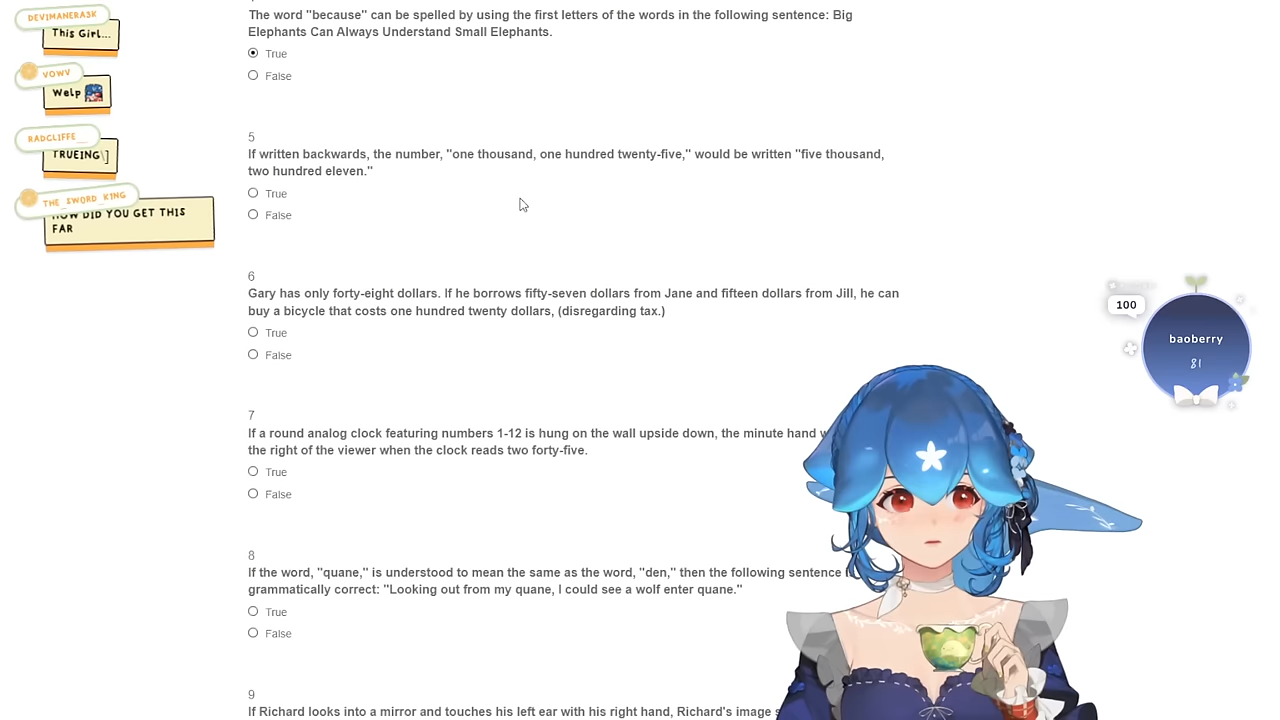 DEVIMANERASK
This Girl...
VOWV
Welp
RADCLIFFE__
TRUEING\]
THE_SWORD_K1NG
HOW DID YOU GET THIS
FAR
The word "because" can be spelled by using the first letters of the words in the following sentence: Big
Elephants Can Always Understand Small Elephants.
True
False
5
If written backwards, the number, "one thousand, one hundred twenty-five," would be written "five thousand,
two hundred eleven."
True
False
6
Gary has only forty-eight dollars. If he borrows fifty-seven dollars from Jane and fifteen dollars from Jill, he can
buy a bicycle that costs one hundred twenty dollars, (disregarding tax.)
True
False
7
If a round analog clock featuring numbers 1-12 is hung on the wall upside down, the minute hand
the right of the viewer when the clock reads two forty-five.
True
False
8
If the word, "quane," is understood to mean the same as the word, "den," then the following sentence
grammatically correct: "Looking out from my quane, I could see a wolf enter quane."
True
False
9
If Richard looks into a mirror and touches his left ear with his right hand, Richard's image
100
baoberry
81